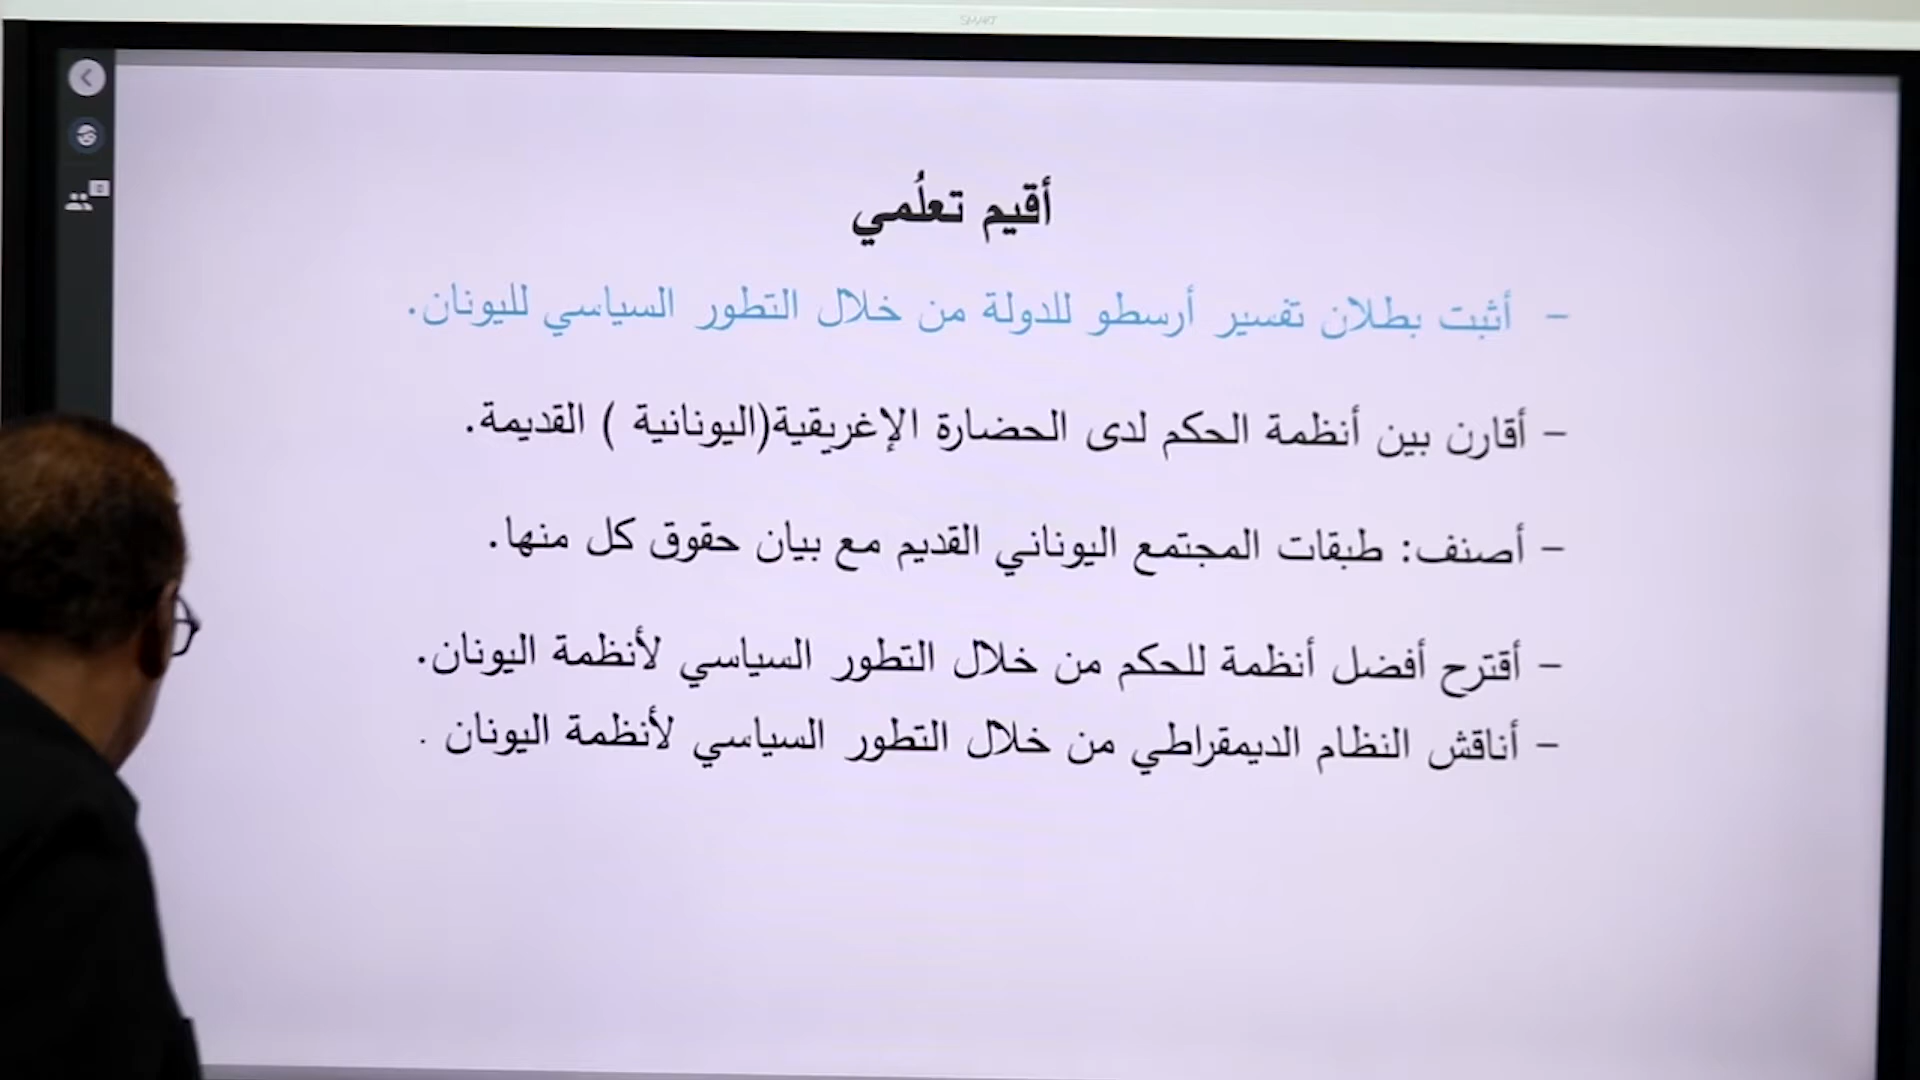 SMART
0
أقيم تعلُمي
- أثبت بطلان تفسير أرسطو للدولة من خلال التطور السياسي لليونان.
- أقارن بين أنظمة الحكم لدى الحضارة الإغريقية(اليونانية ) القديمة.
- أصنف: طبقات المجتمع اليوناني القديم مع بيان حقوق كل منها.
- أقترح أفضل أنظمة للحكم من خلال التطور السياسي لأنظمة اليونان.
- أناقش النظام الديمقراطي من خلال التطور السياسي لأنظمة اليونان .